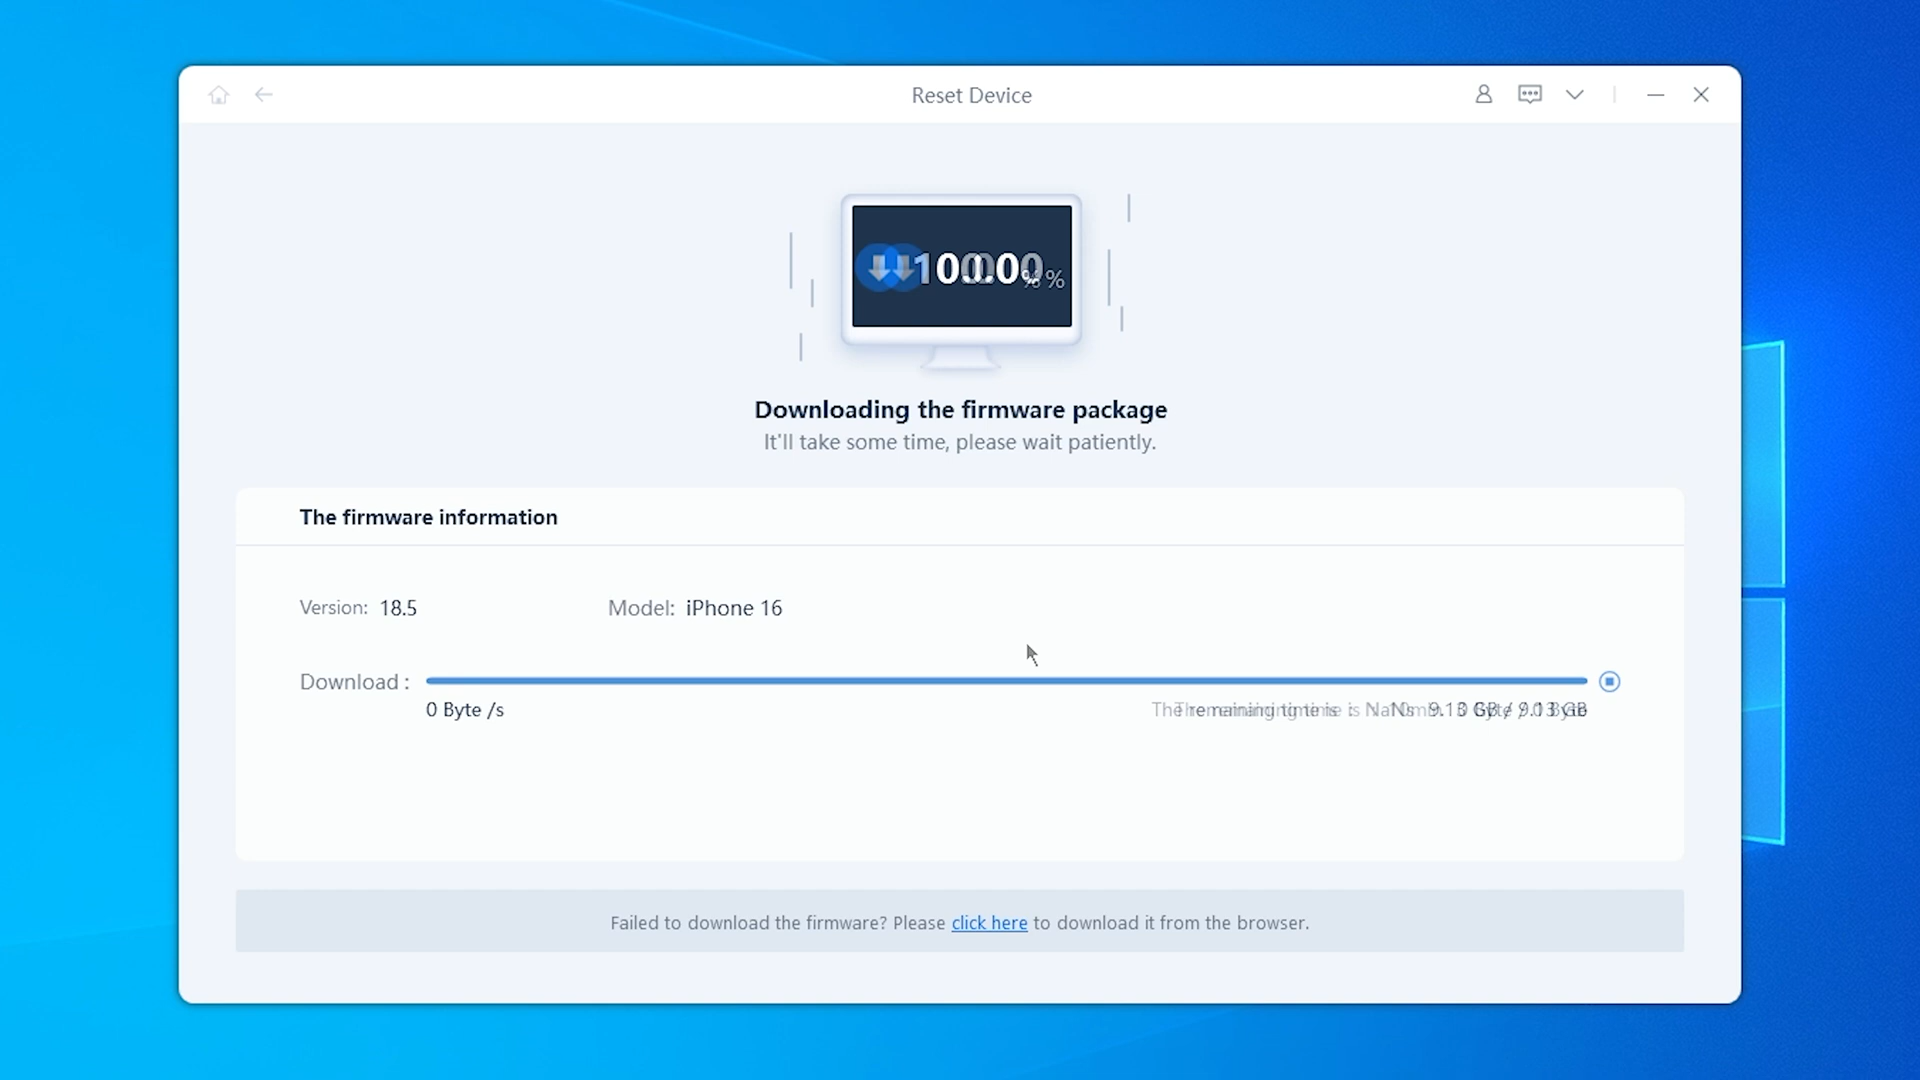 Reset Device
Downloading the firmware package
It'll take some time, please wait patiently.
The firmware information
Version: 18.5
Model: iPhone 16
Download :
0 Byte /s
Failed to download the firmware? Please click here to download it from the browser.